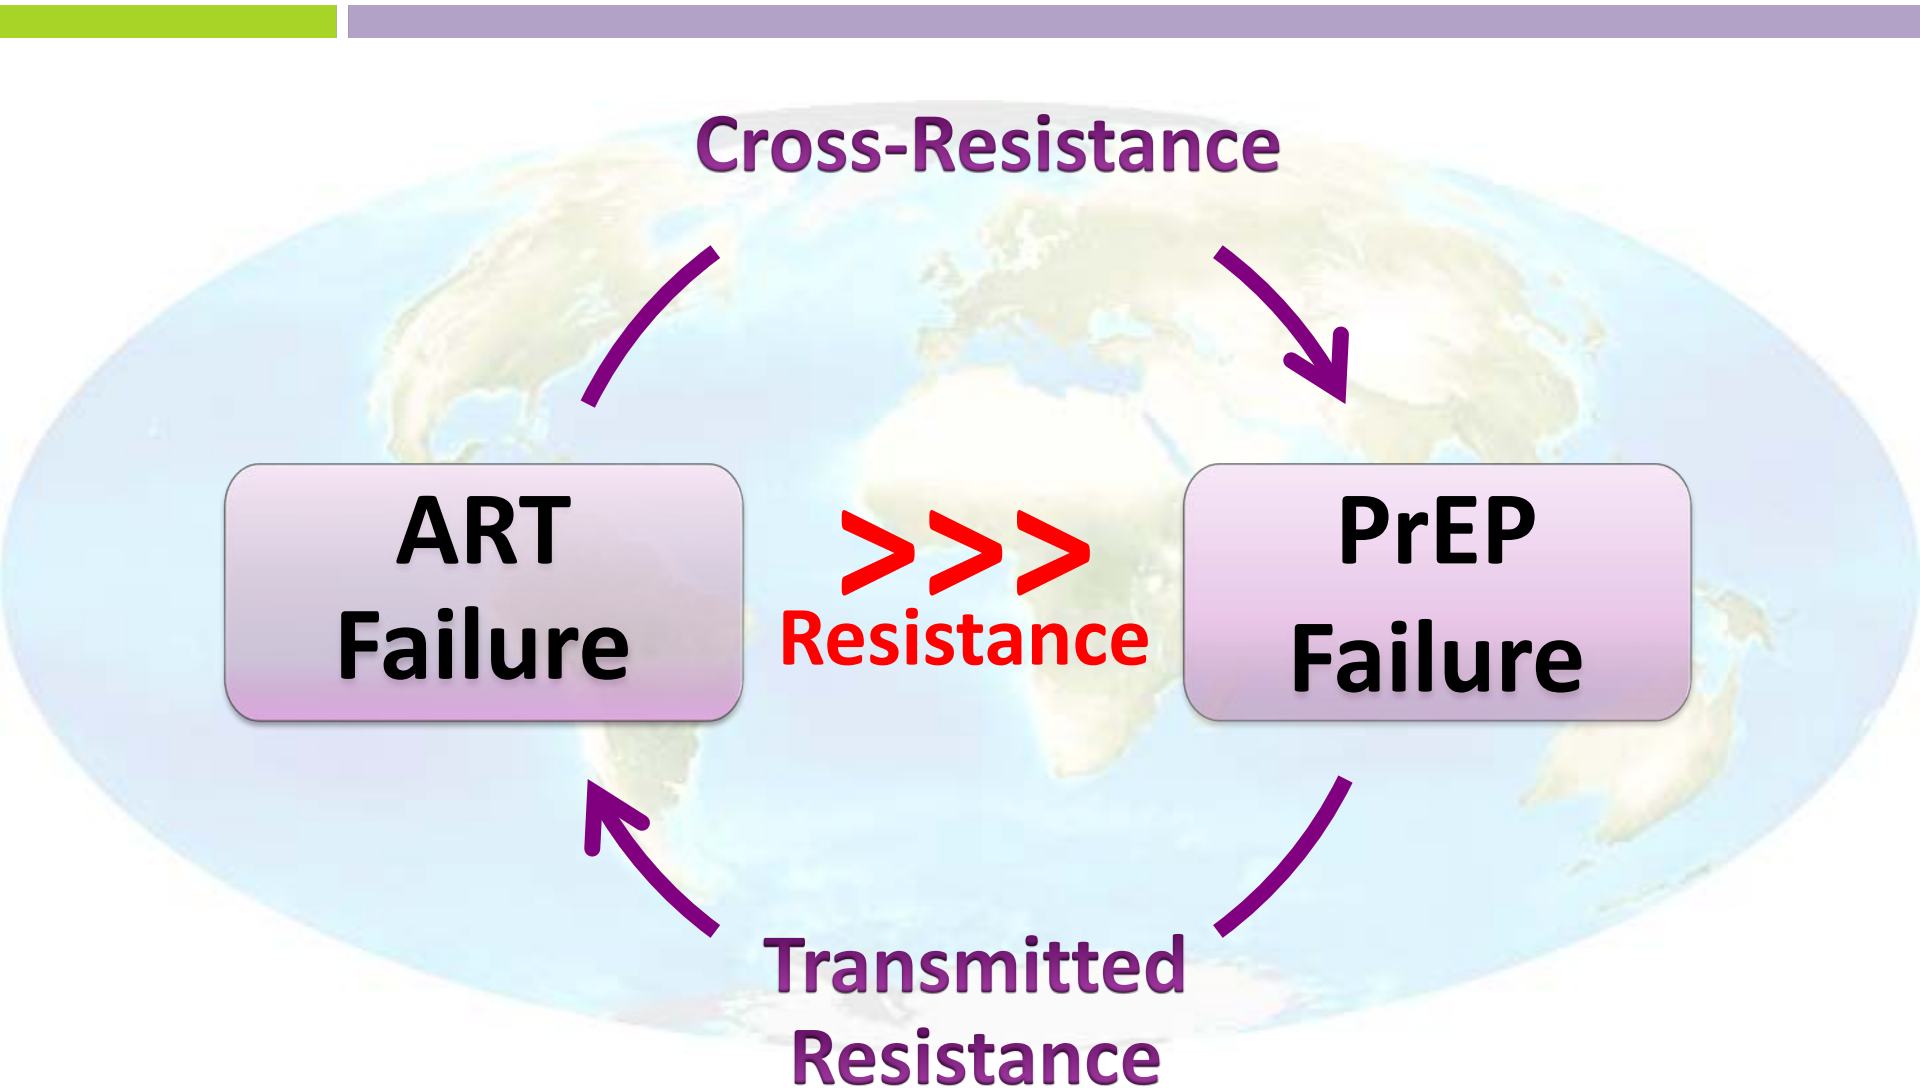 Cross-Resistance
ART
Failure
>>>
Resistance
PrEP
Failure
Transmitted
Resistance